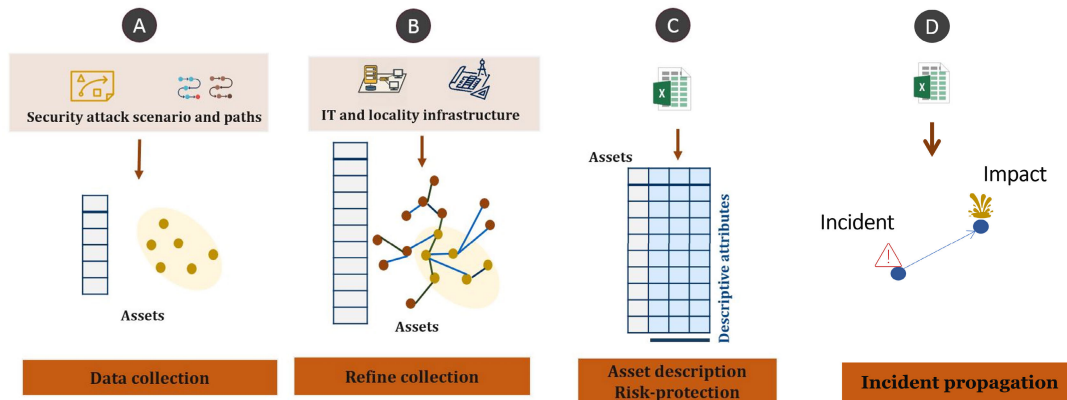 A
Security attack scenario and paths
Assets
Data collection
B
IT and locality infrastructure
Assets
Refine collection
C
X
Assets
Descriptive attributes
Asset description
Risk-protection
D
X
Impact
Incident
Incident propagation